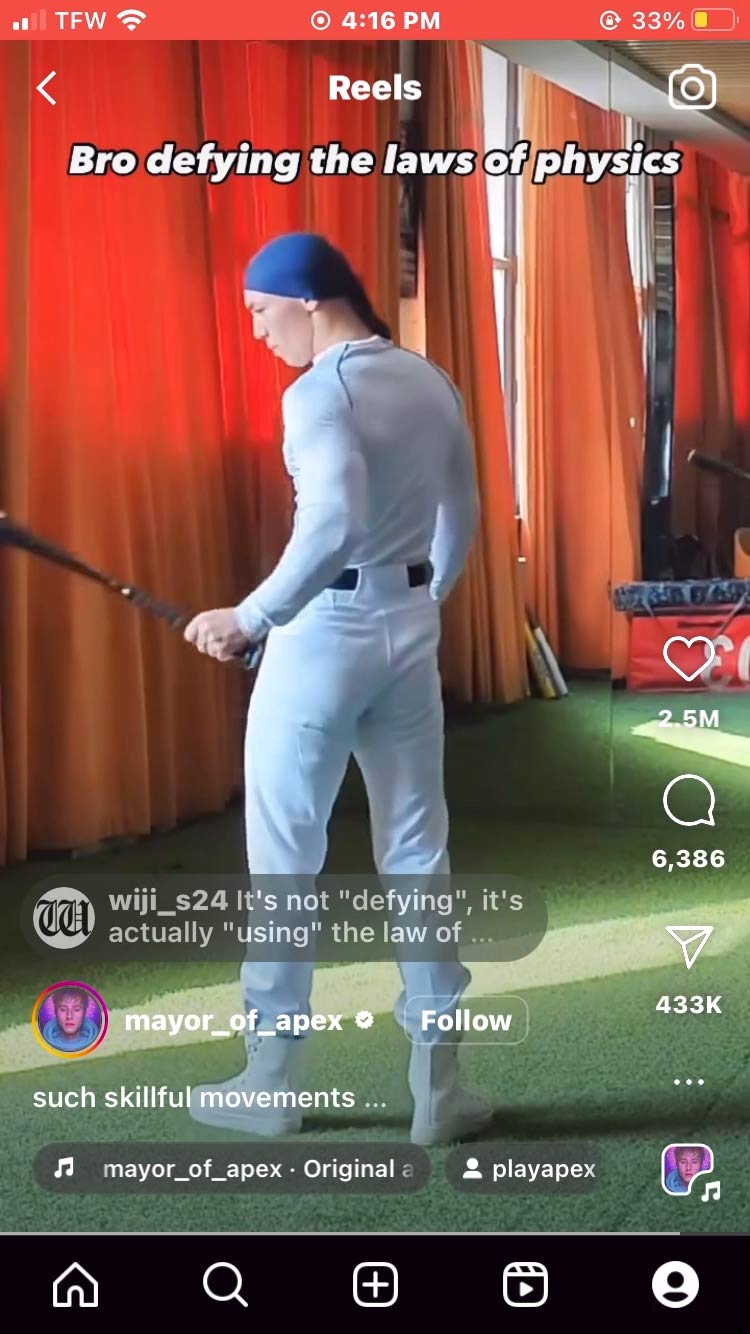 TFW 4:16 PM 33%
Reels
Bro defying the laws of physics
2.5M
6,386
wiji_s24 It's not "defying", it's
actually "using" the law of ...
433K
mayor_of_apex Follow
such skillful movements ...
mayor_of_apex · Original a
playapex